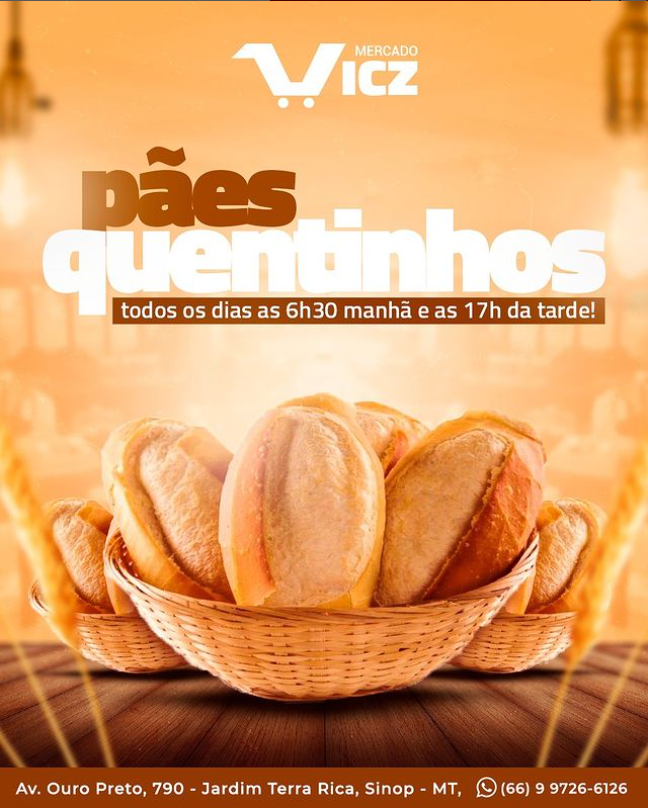 MERCADO
VICZ
pães
quentinhos
todos os dias as 6h30 manhã e as 17h da tarde!
Av. Ouro Preto, 790 - Jardim Terra Rica, Sinop - MT, (66) 9 9726-6126